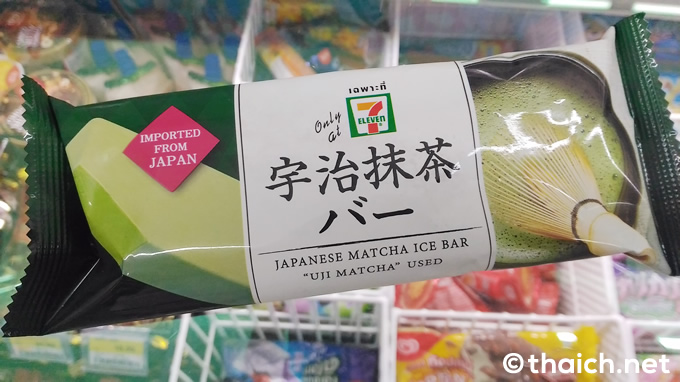 เฉพาะที่
Only
at
7
ELEVEN
IMPORTED
FROM
JAPAN
宇治抹茶
バー
JAPANESE MATCHA ICE BAR
"UJI MATCHA" USED
©thaich.net